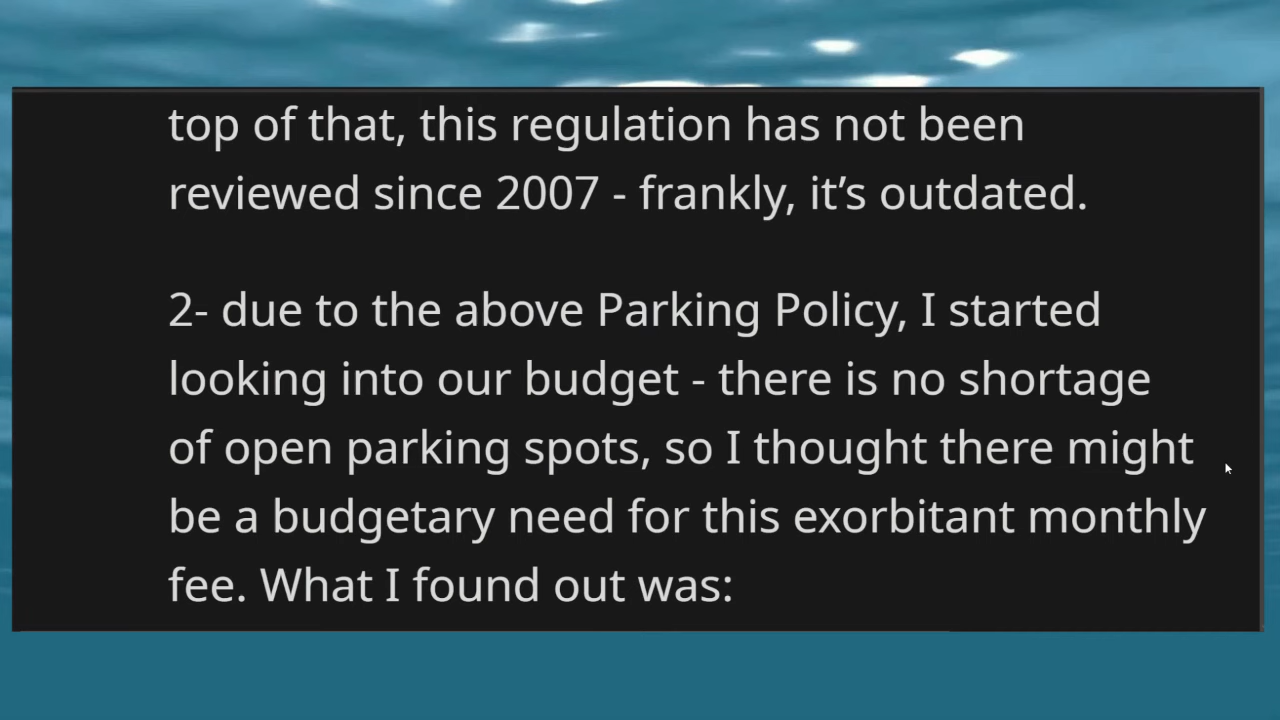 top of that, this regulation has not been
reviewed since 2007 - frankly, it’s outdated.
2- due to the above Parking Policy, I started
looking into our budget - there is no shortage
of open parking spots, so I thought there might
be a budgetary need for this exorbitant monthly
fee. What I found out was: